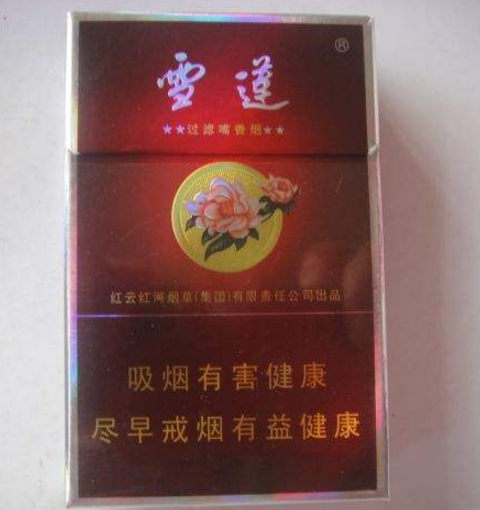 雪莲
®
★★过滤嘴香烟★★
红云红河烟草(集团)有限责任公司出品
吸烟有害健康
尽早戒烟有益健康